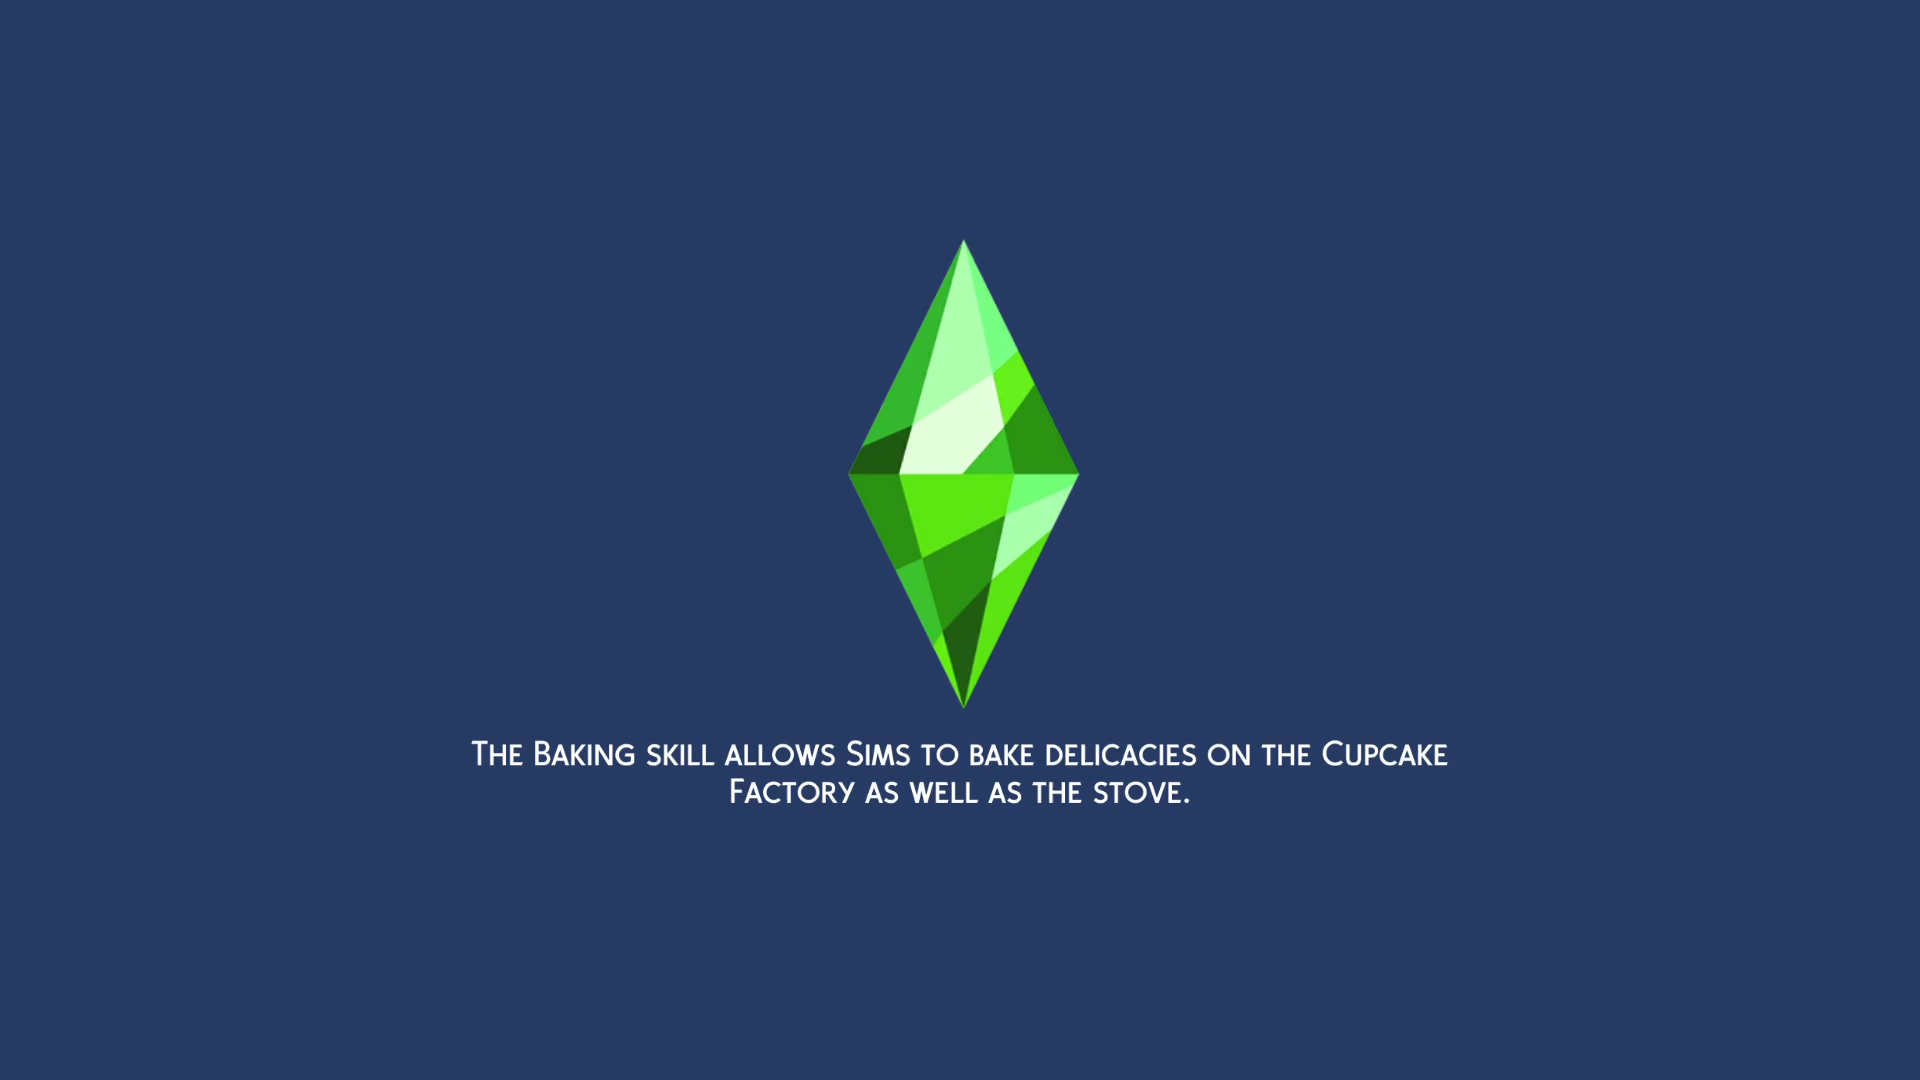 The Baking skill allows Sims to bake delicacies on the Cupcake
Factory as well as the stove.